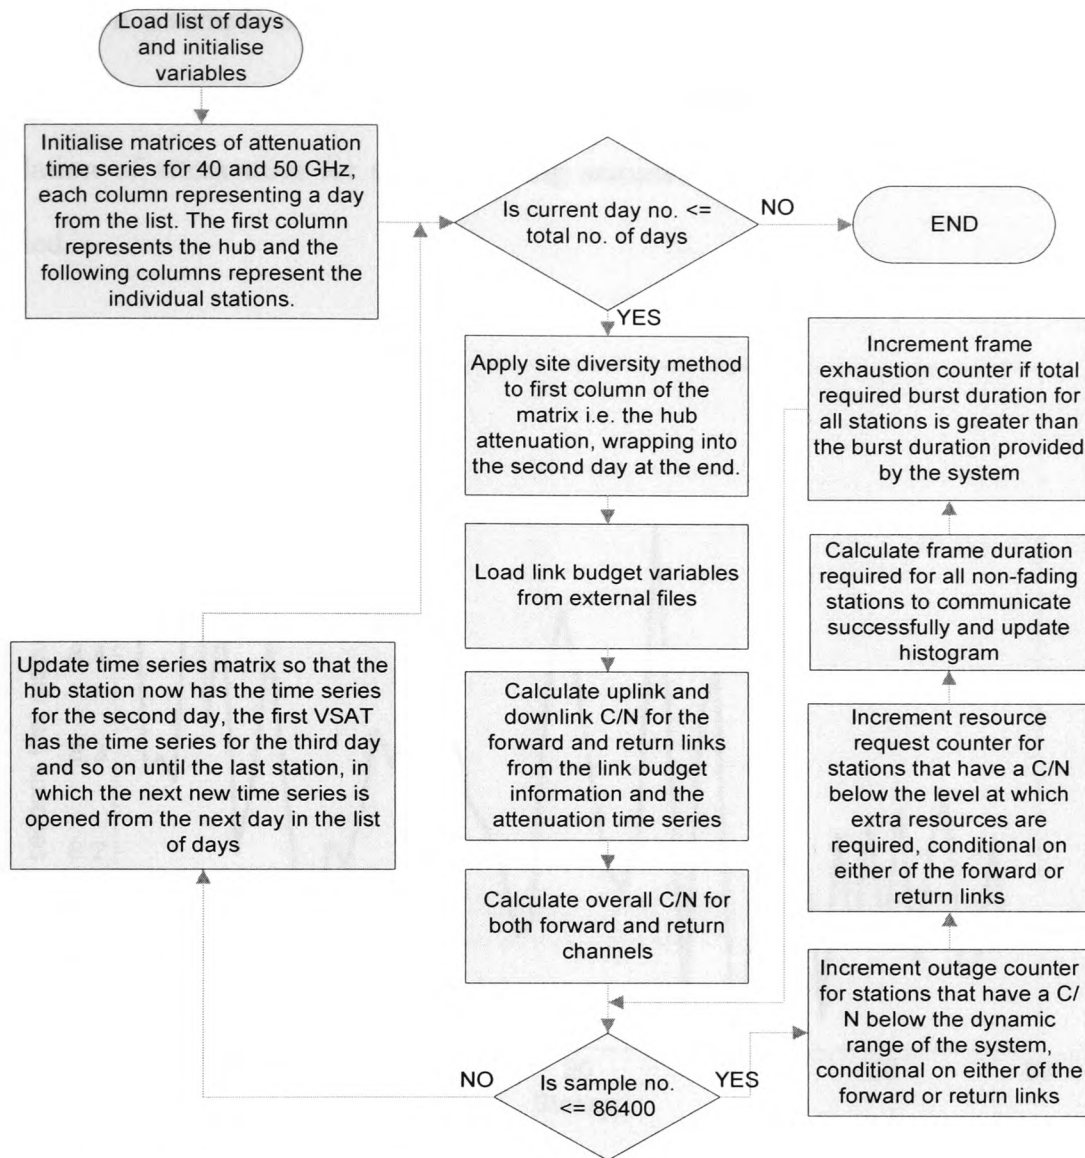 Load list of days
and initialise
variables
Initialise matrices of attenuation
time series for 40 and 50 GHz,
each column representing a day
from the list. The first column
represents the hub and the
following columns represent the
individual stations.
Is current day no. <=
total no. of days
NO
END
YES
Apply site diversity method
to first column of the
matrix i.e. the hub
attenuation, wrapping into
the second day at the end.
Load link budget variables
from external files
Calculate uplink and
downlink C/N for the
forward and return links
from the link budget
information and the
attenuation time series
Calculate overall C/N for
both forward and return
channels
Is sample no.
<= 86400
NO
YES
Update time series matrix so that the
hub station now has the time series
for the second day, the first VSAT
has the time series for the third day
and so on until the last station, in
which the next new time series is
opened from the next day in the list
of days
Increment outage counter
for stations that have a C/
N below the dynamic
range of the system,
conditional on either of the
forward or return links
Increment resource
request counter for
stations that have a C/N
below the level at which
extra resources are
required, conditional on
either of the forward or
return links
Calculate frame duration
required for all non-fading
stations to communicate
successfully and update
histogram
Increment frame
exhaustion counter if total
required burst duration for
all stations is greater than
the burst duration provided
by the system